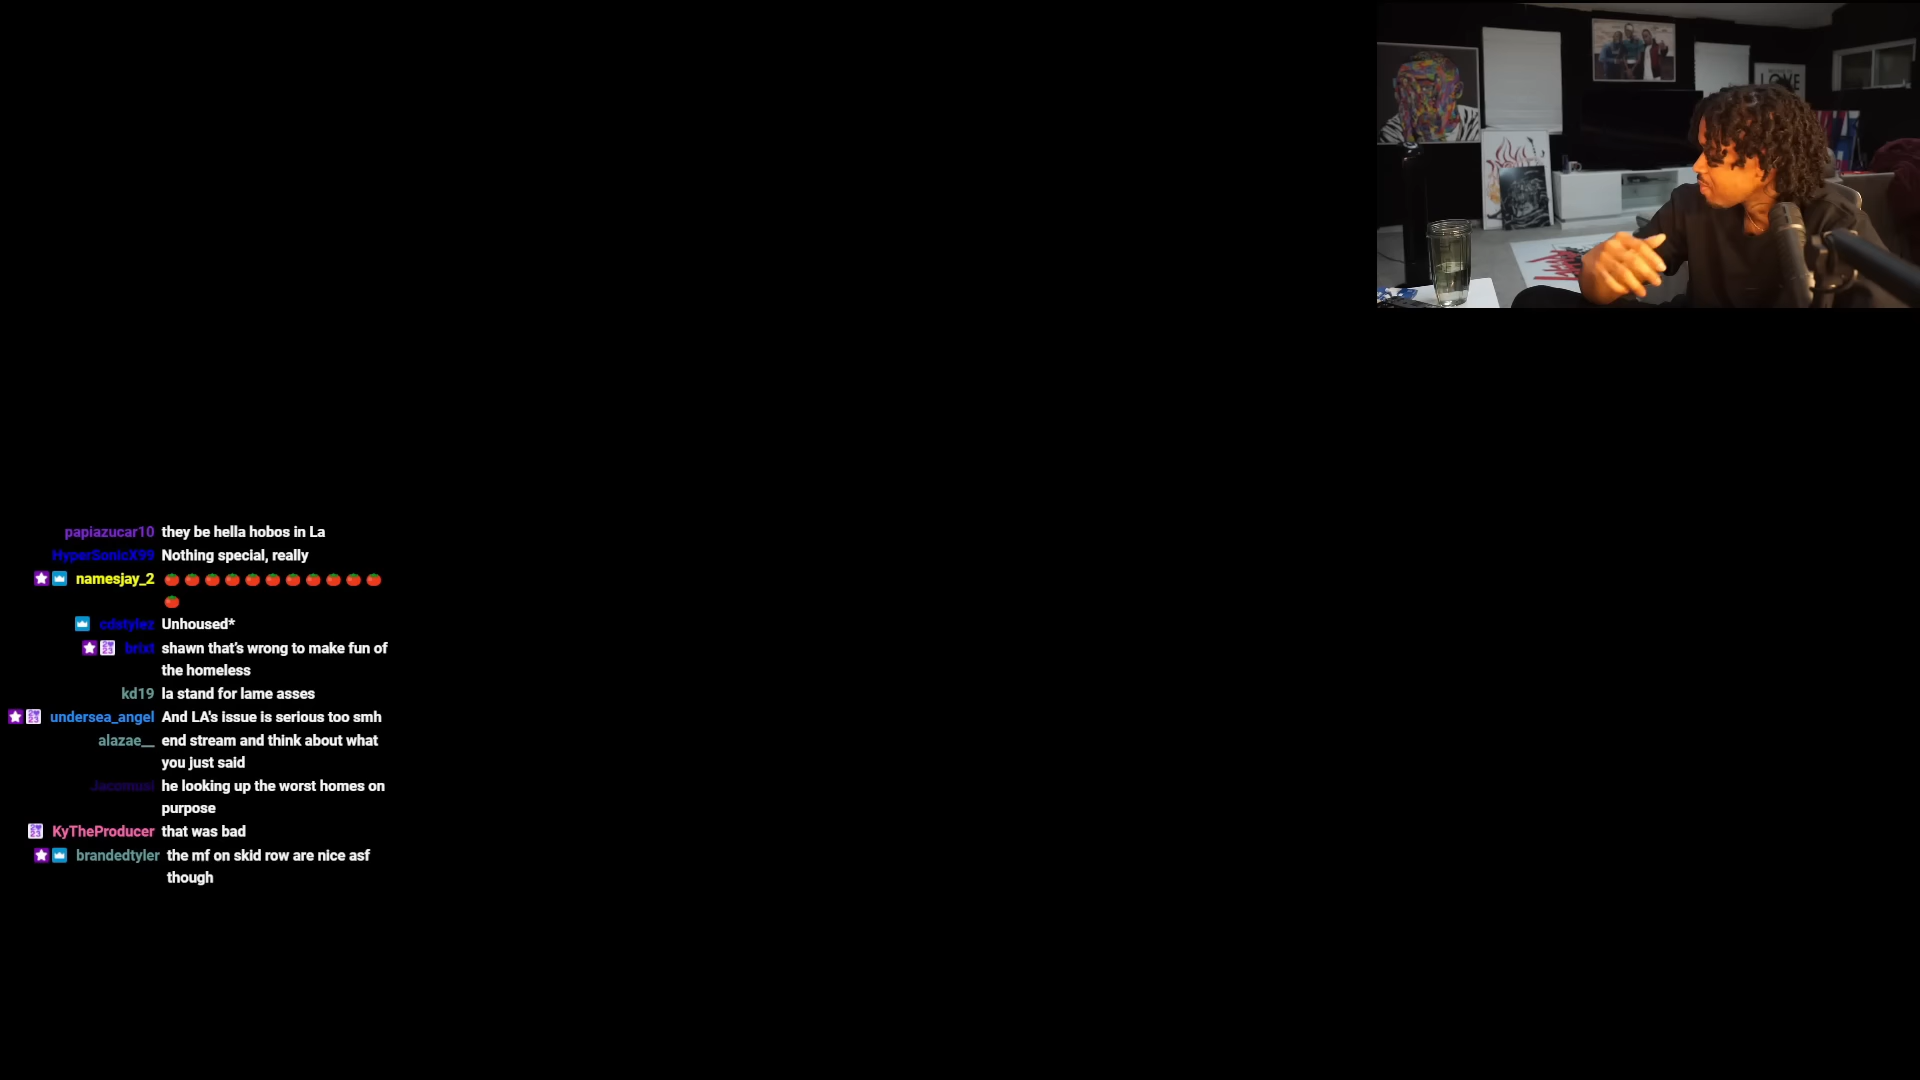 LOVE
papiazucar10 they be hella hobos in La
HyperSonicX99 Nothing special, really
namesjay_2 🍅 🍅 🍅 🍅 🍅 🍅 🍅 🍅 🍅 🍅 🍅
🍅
cdstylez Unhoused*
brixt shawn that's wrong to make fun of
the homeless
kd19 la stand for lame asses
undersea_angel And LA's issue is serious too smh
alazae__ end stream and think about what
you just said
he looking up the worst homes on
purpose
KyTheProducer that was bad
brandedtyler the mf on skid row are nice asf
though